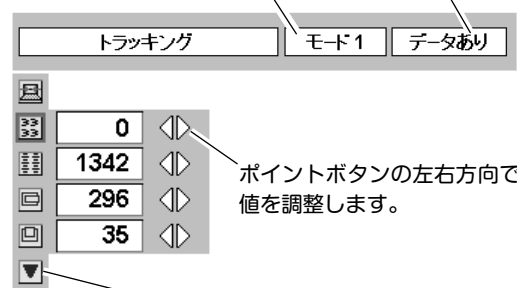 トラッキング モード1 データあり
0
1342
ポイントボタンの左右方向で
296
値を調整します。
35